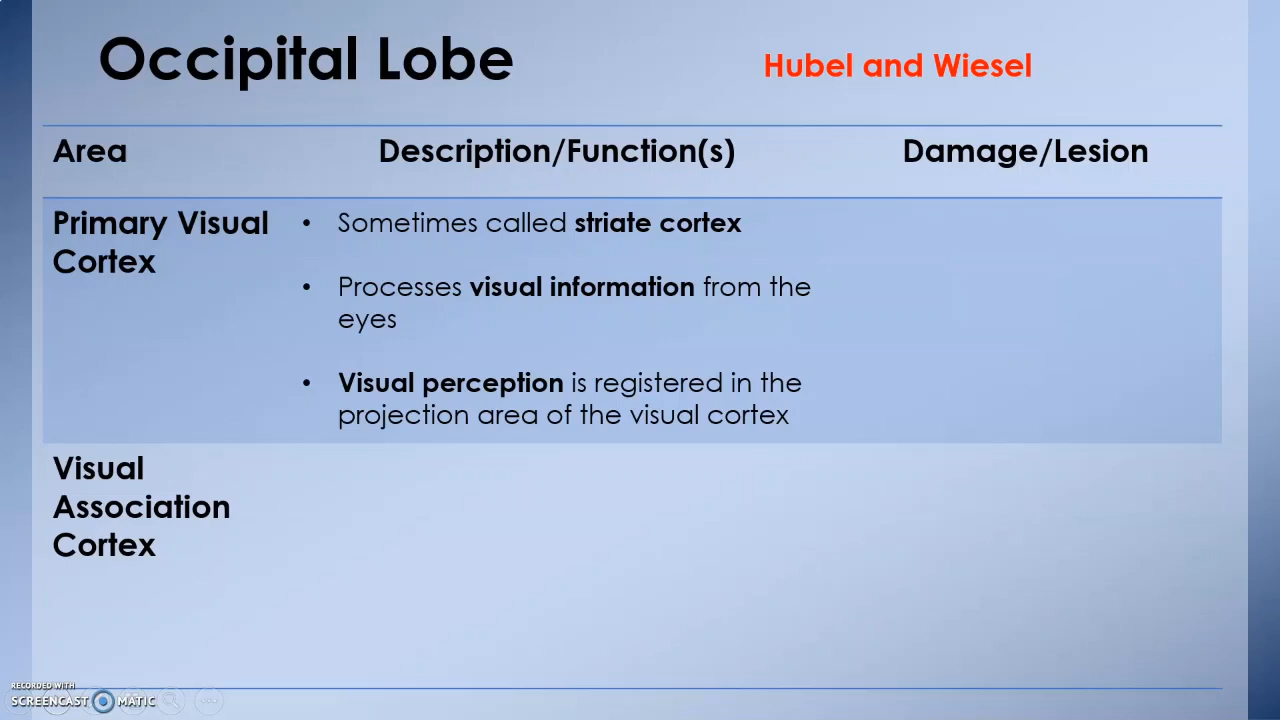 Occipital Lobe
Hubel and Wiesel
Area
Description/Function(s)
Damage/Lesion
Primary Visual
Cortex
• Sometimes called striate cortex
• Processes visual information from the
eyes
• Visual perception is registered in the
projection area of the visual cortex
Visual
Association
Cortex
RECORDED WITH
SCREENCAST MATIC